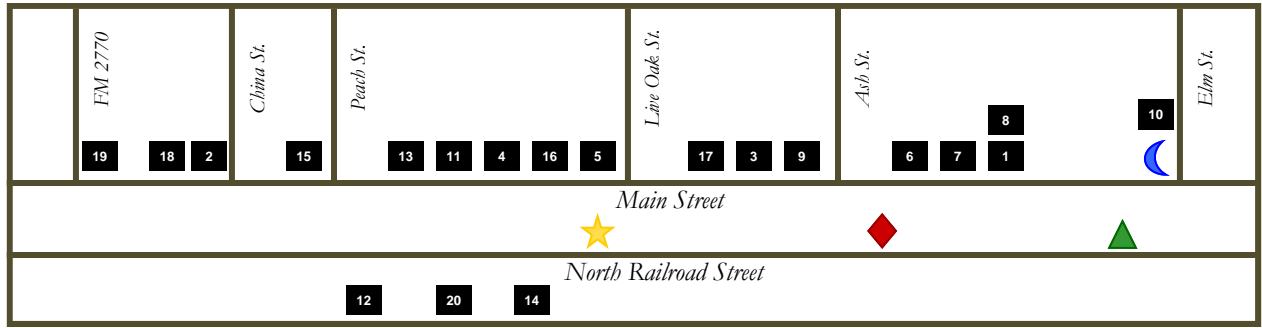 FM 2770
China St.
Peach St.
Live Oak St.
Ash St.
Elm St.
8
10
19
18
2
15
13
11
4
16
5
17
3
9
6
7
1
Main Street
North Railroad Street
12
20
14